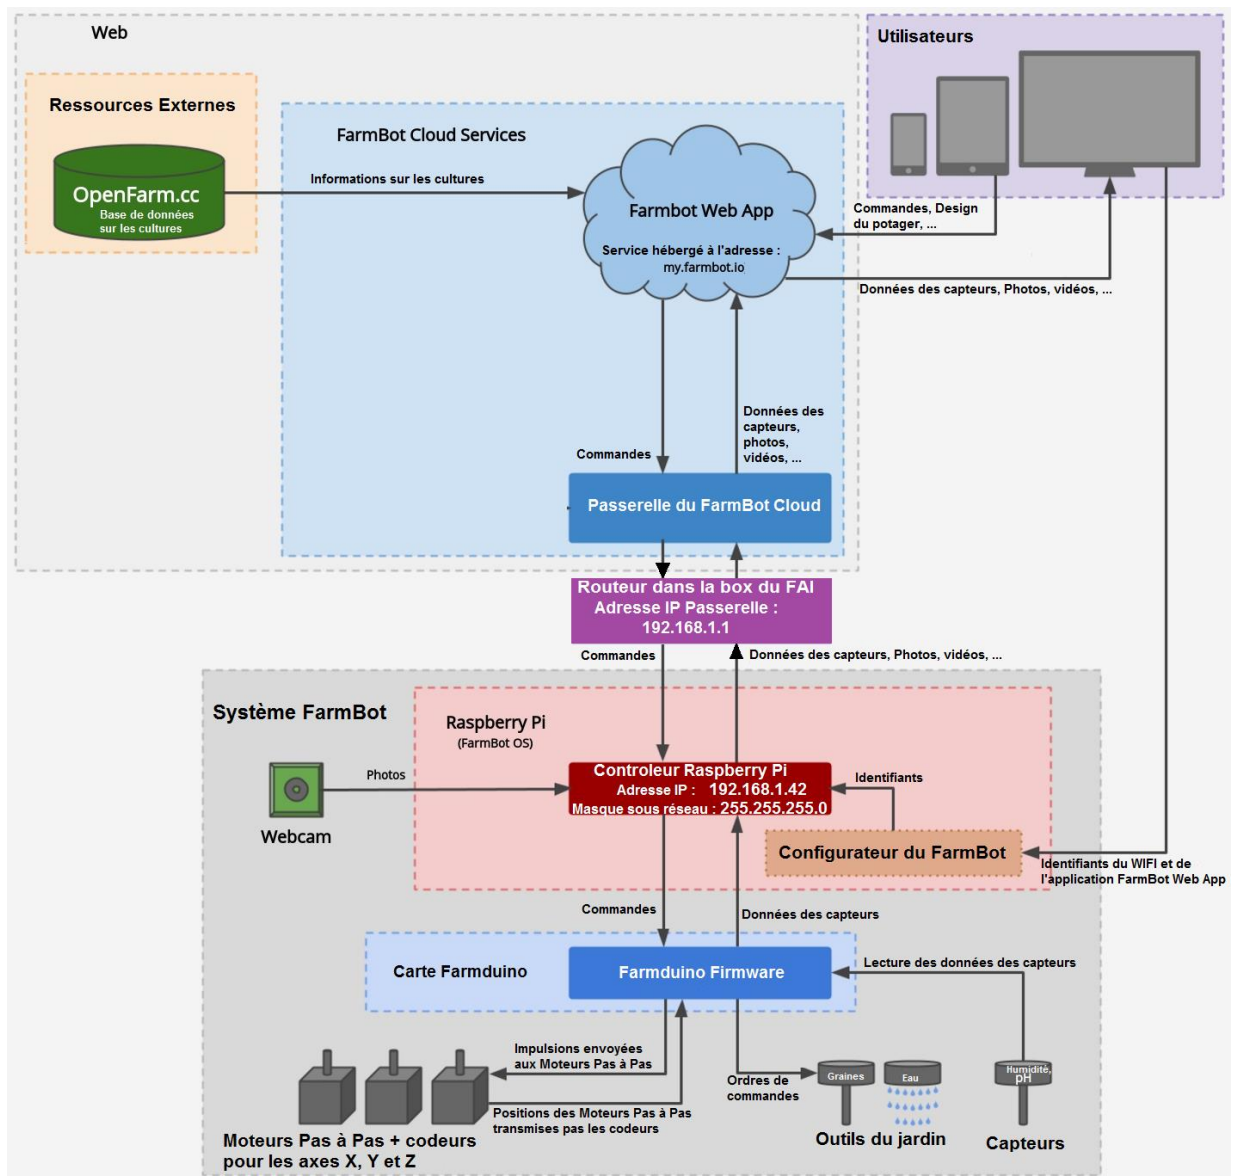 Web
Utilisateurs
Ressources Externes
OpenFarm.cc
Base de données
sur les cultures
FarmBot Cloud Services
Informations sur les cultures
Farmbot Web App
Service hébergé à l'adresse :
my.farmbot.io
Commandes, Design
du potager, ...
Données des capteurs, Photos, vidéos, ...
Commandes
Données des
capteurs,
photos,
vidéos, ...
Passerelle du FarmBot Cloud
Routeur dans la box du FAI
Adresse IP Passerelle :
192.168.1.1
Commandes
Données des capteurs, Photos, vidéos, ...
Système FarmBot
Raspberry Pi
(FarmBot OS)
Webcam
Photos
Controleur Raspberry Pi
Adresse IP : 192.168.1.42
Masque sous réseau : 255.255.255.0
Identifiants
Configurateur du FarmBot
Identifiants du WIFI et de
l'application FarmBot Web App
Commandes
Données des capteurs
Carte Farmduino
Farmduino Firmware
Lecture des données des capteurs
Impulsions envoyées
aux Moteurs Pas à Pas
Positions des Moteurs Pas à Pas
transmises pas les codeurs
Ordres de
commandes
Graines
Eau
Humidité,
pH
Moteurs Pas à Pas + codeurs
pour les axes X, Y et Z
Outils du jardin
Capteurs